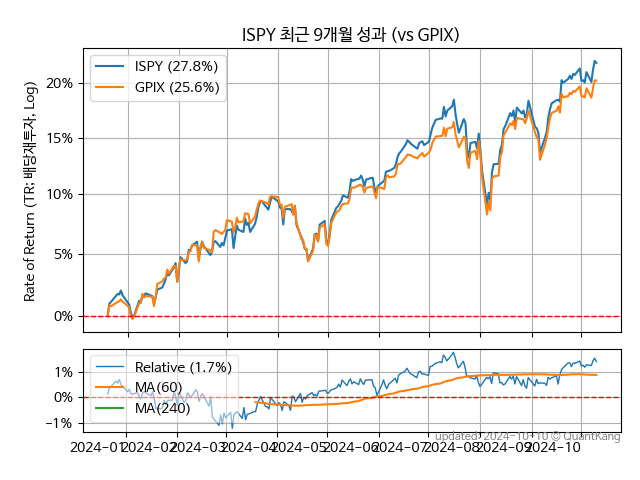 ISPY 최근 9개월 성과 (vs GPIX)
ISPY (27.8%)
GPIX (25.6%)
20%
15%
10%
5%
0%
Rate of Return (TR: 배당재투자, Log)
Relative (1.7%)
MA(60)
MA(240)
1%
0%
−1%
2024−01
2024−02
2024−03
2024−04
2024−05
2024−06
2024−07
2024−08
2024−09
2024−10
updated: 2024−10−10 © QuantKang